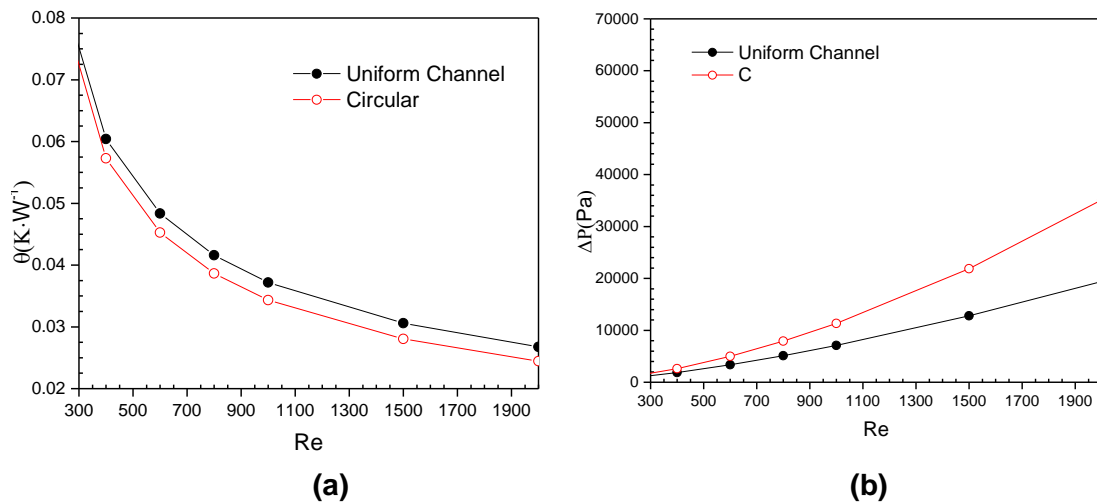 0.08
0.07
0.06
0.05
0.04
0.03
0.02
θ(K·W⁻¹)
Uniform Channel
Circular
300 500 700 900 1100 1300 1500 1700 1900
Re
(a)
70000
60000
50000
40000
30000
20000
10000
0
ΔP(Pa)
Uniform Channel
C
300 500 700 900 1100 1300 1500 1700 1900
Re
(b)